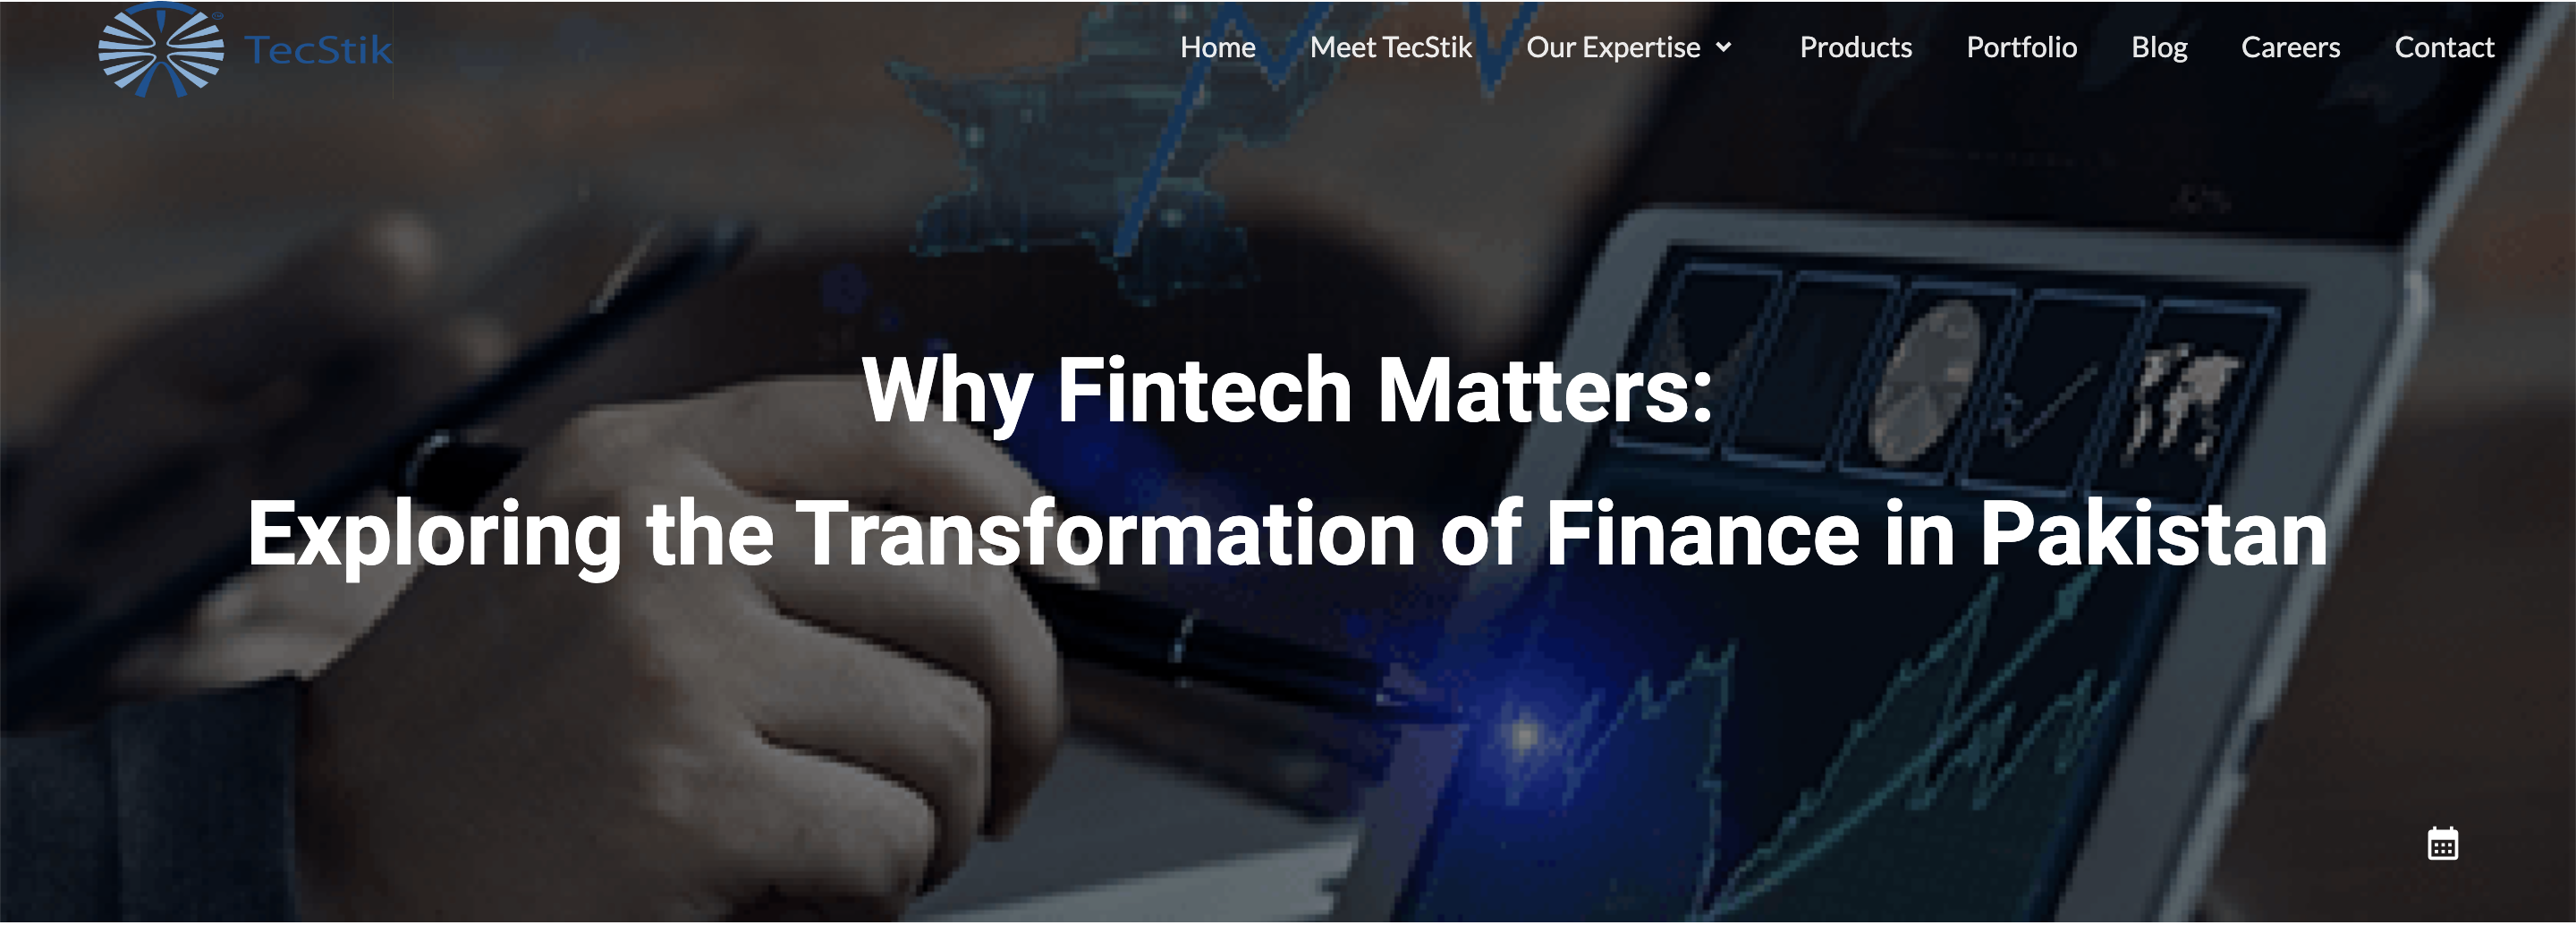 TecStik
Home Meet TecStik Our Expertise Products Portfolio Blog Careers Contact
Why Fintech Matters:
Exploring the Transformation of Finance in Pakistan